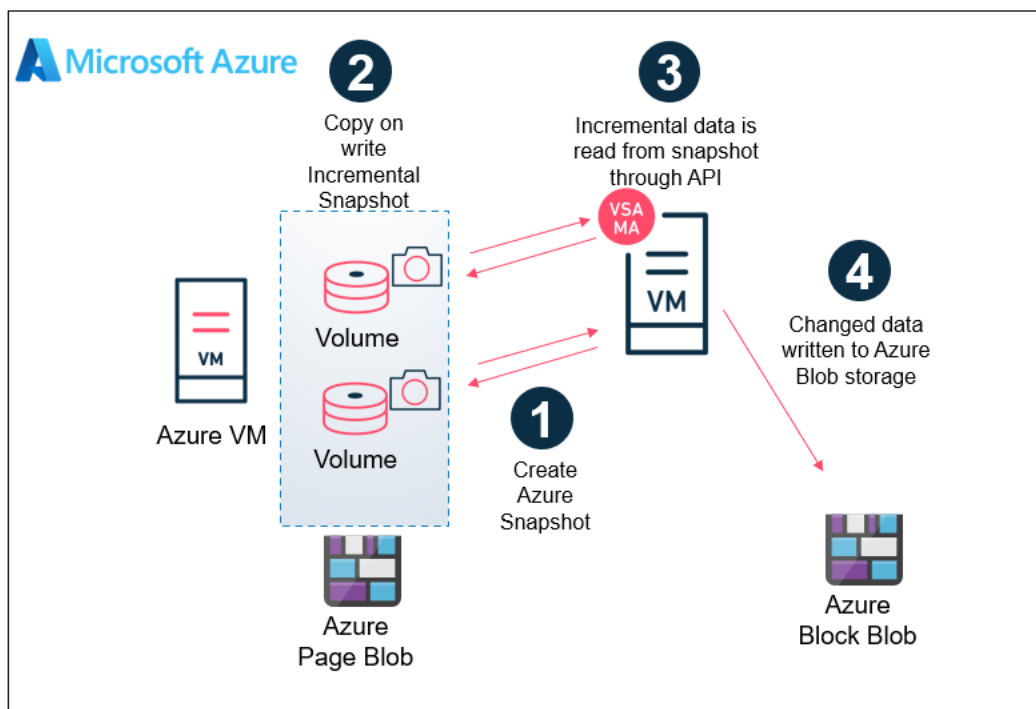 Microsoft Azure
2
Copy on
write
Incremental
Snapshot
3
Incremental data is
read from snapshot
through API
VSA
MA
VM
4
Changed data
written to Azure
Blob storage
VM
Azure VM
Volume
Volume
1
Create
Azure
Snapshot
Azure
Page Blob
Azure
Block Blob